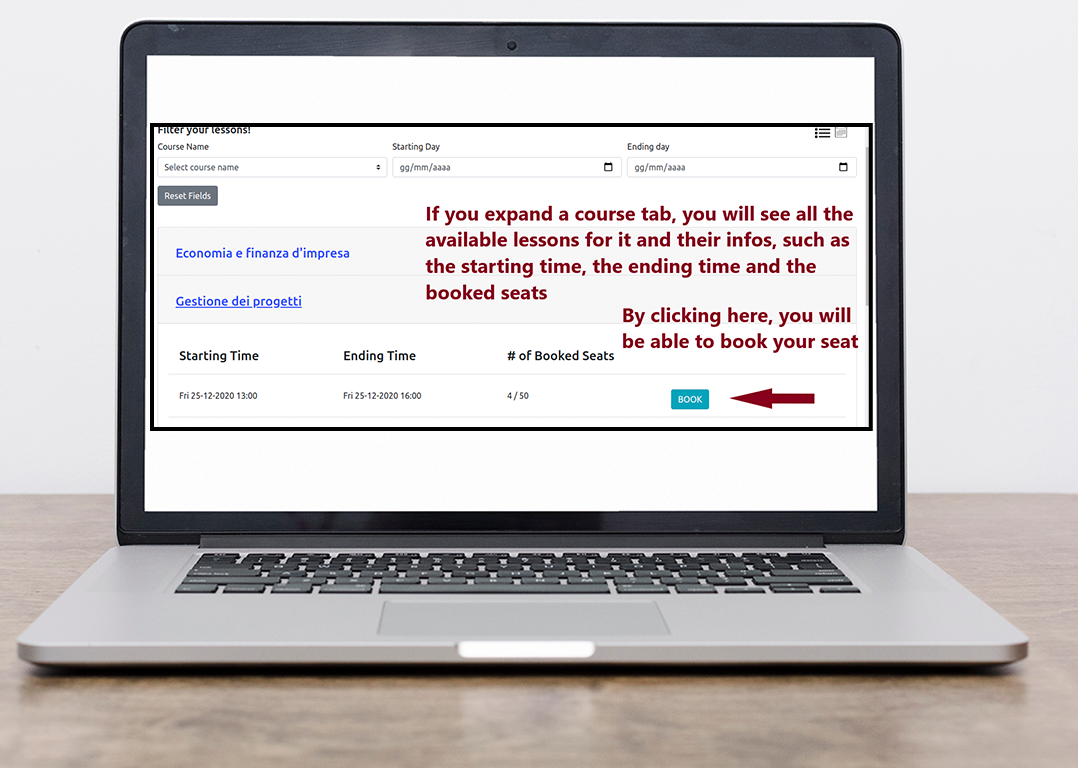 Filter your lessons!
Course Name
Starting Day
Ending day
Select course name
gg/mm/aaaa
gg/mm/aaaa
Reset Fields
If you expand a course tab, you will see all the
available lessons for it and their infos, such as
the starting time, the ending time and the
booked seats
Economia e finanza d'impresa
Gestione dei progetti
By clicking here, you will
be able to book your seat
Starting Time
Ending Time
# of Booked Seats
Fri 25-12-2020 13:00
Fri 25-12-2020 16:00
4 / 50
BOOK